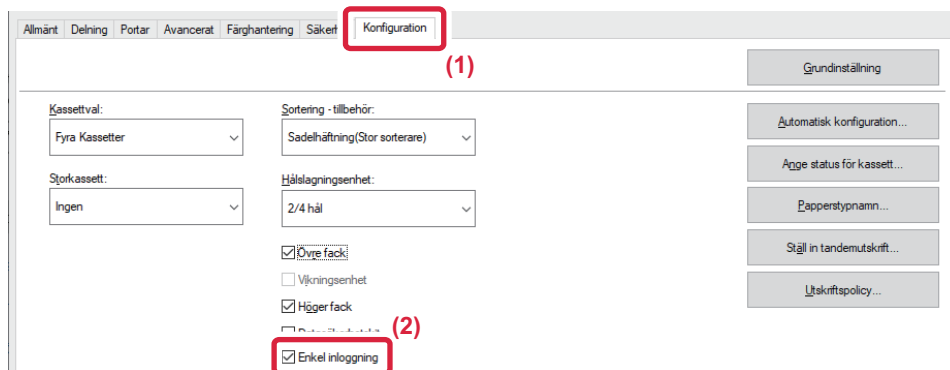 Allmänt Delning Portar Avancerat Färghantering Konfiguration
(1)
Grundinställning
Kassettval:
Fyra Kassetter
Storkassett:
Ingen
Sortering - tillbehör:
Sadelhäftning(Stor sorterare)
Hålslagningsenhet:
2/4 hål
Övre fack
Vikningsenhet
Höger fack
(2)
Enkel inloggning
Automatisk konfiguration...
Ange status för kassett...
Papperstypnamn...
Ställ in tandemutskrift...
Utskriftspolicy...